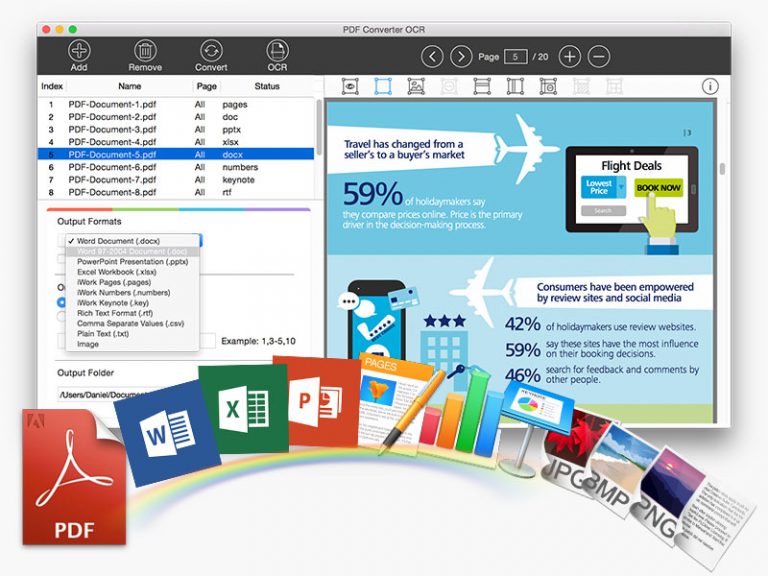 PDF Converter OCR
Add Remove Convert OCR
Page 5 / 20
Index Name Page Status
1 PDF-Document-1.pdf All pages
2 PDF-Document-2.pdf All doc
3 PDF-Document-3.pdf All pptx
4 PDF-Document-4.pdf All xlsx
5 PDF-Document-5.pdf All docx
6 PDF-Document-6.pdf All numbers
7 PDF-Document-7.pdf All keynote
8 PDF-Document-8.pdf All rtf
Output Formats
✓ Word Document (.docx)
Word 97-2004 Document (.doc)
PowerPoint Presentation (.pptx)
Excel Workbook (.xlsx)
iWork Pages (.pages)
iWork Numbers (.numbers)
iWork Keynote (.key)
Rich Text Format (.rtf)
Comma Separate Values (.csv)
Plain Text (.txt)
Image
Example: 1,3-5,10
Output Folder
/Users/Daniel/Document
|3
Travel has changed from a
seller's to a buyer's market
59% of holidaymakers say
they compare prices online. Price is the primary
driver in the decision-making process.
Flight Deals
Lowest
Price
BOOK NOW
Search
Consumers have been empowered
by review sites and social media
42% of holidaymakers use review websites.
59% say these sites have the most influence
on their booking decisions.
46% search for feedback and comments by
other people.
PDF
W
X
P
PAGES
KEYNOTE
JPG
BMP
PNG